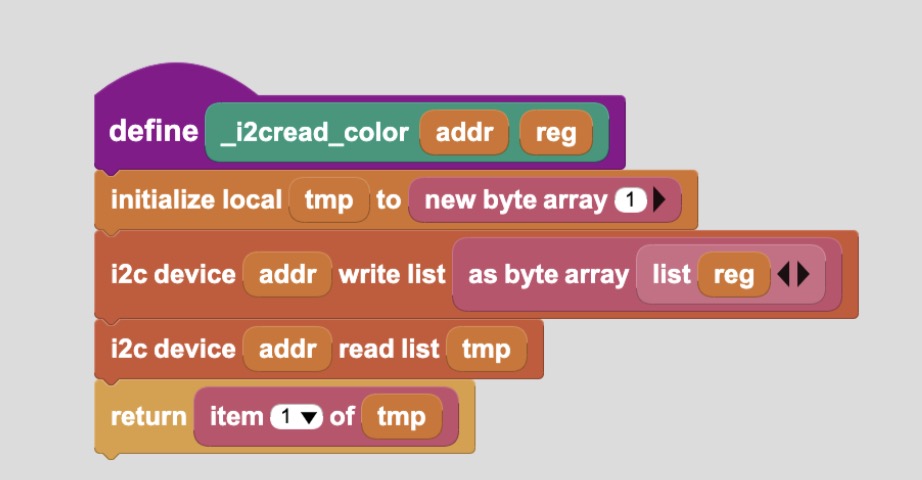 define _i2cread_color addr reg
initialize local tmp to new byte array 1
i2c device addr write list as byte array list reg
i2c device addr read list tmp
return item 1 of tmp